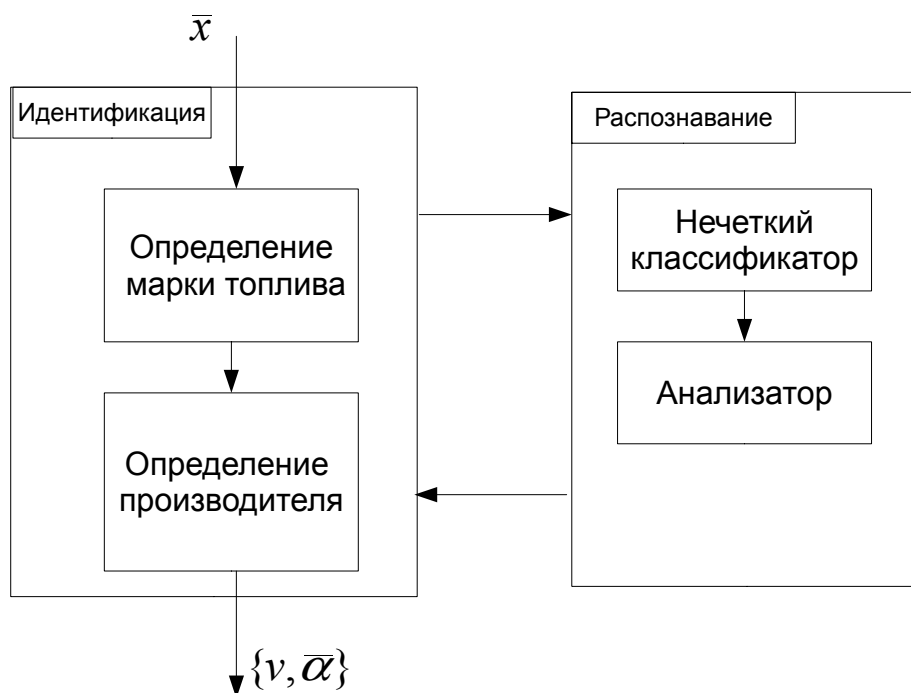 x̅
Идентификация
Определение
марки топлива
Определение
производителя
{v, α̅}
Распознавание
Нечеткий
классификатор
Анализатор